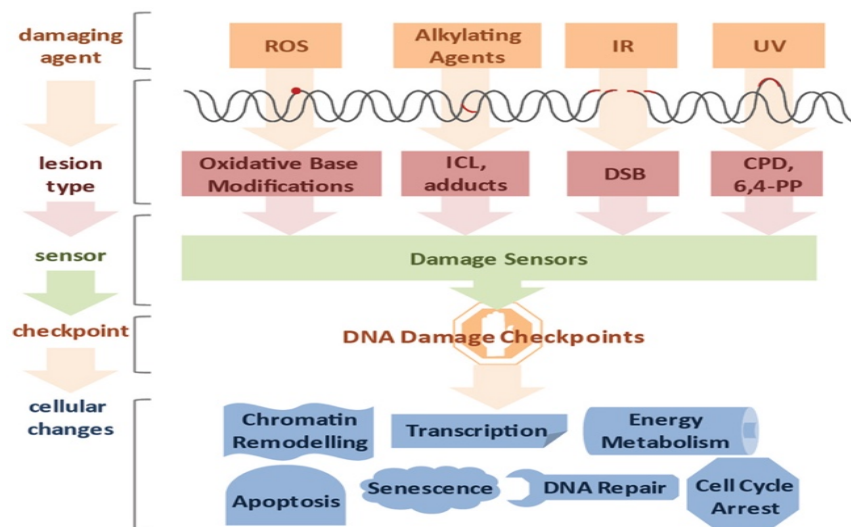 damaging
agent
ROS
Alkylating
Agents
IR
UV
lesion
type
Oxidative Base
Modifications
ICL,
adducts
DSB
CPD,
6,4-PP
sensor
Damage Sensors
checkpoint
DNA Damage Checkpoints
cellular
changes
Chromatin
Remodelling
Transcription
Energy
Metabolism
Apoptosis
Senescence
DNA Repair
Cell Cycle
Arrest